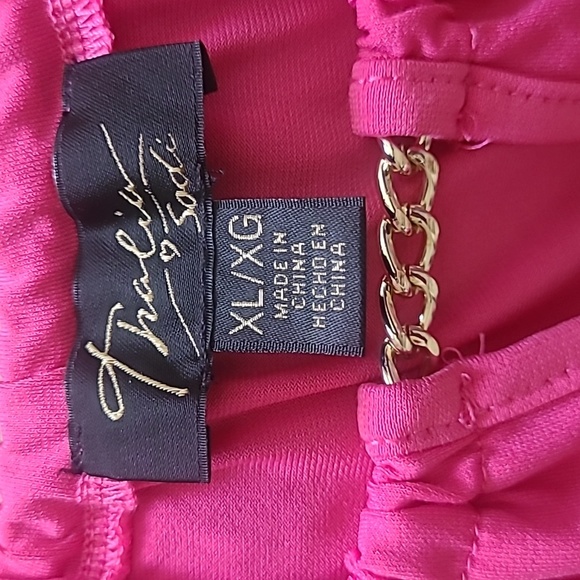 Thalia
Sodi
XL/XG
MADE IN
CHINA
HECHO EN
CHINA